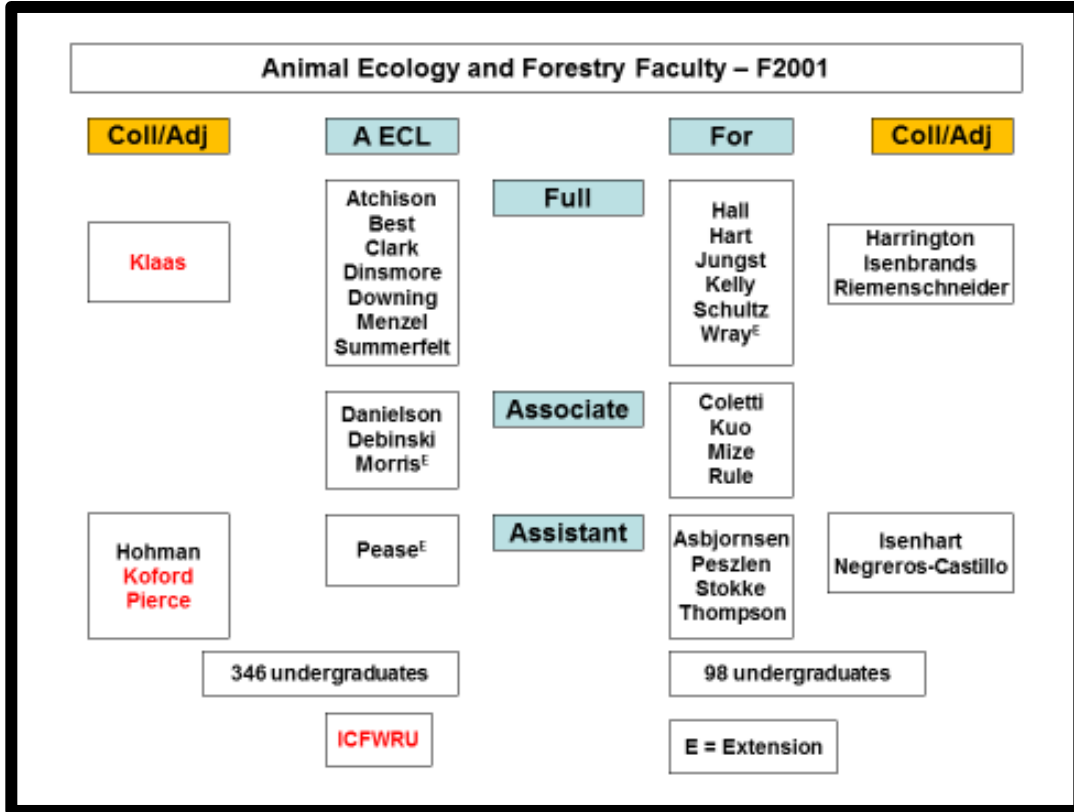 Animal Ecology and Forestry Faculty – F2001
Coll/Adj
A ECL
For
Coll/Adj
Full
Atchison
Best
Clark
Dinsmore
Downing
Menzel
Summerfelt
Hall
Hart
Jungst
Kelly
Schultz
Wrayᴱ
Klaas
Harrington
Isenbrands
Riemenschneider
Associate
Danielson
Debinski
Morrisᴱ
Coletti
Kuo
Mize
Rule
Assistant
Hohman
Koford
Pierce
Peaseᴱ
Asbjornsen
Peszlen
Stokke
Thompson
Isenhart
Negreros-Castillo
346 undergraduates
98 undergraduates
ICFWRU
E = Extension